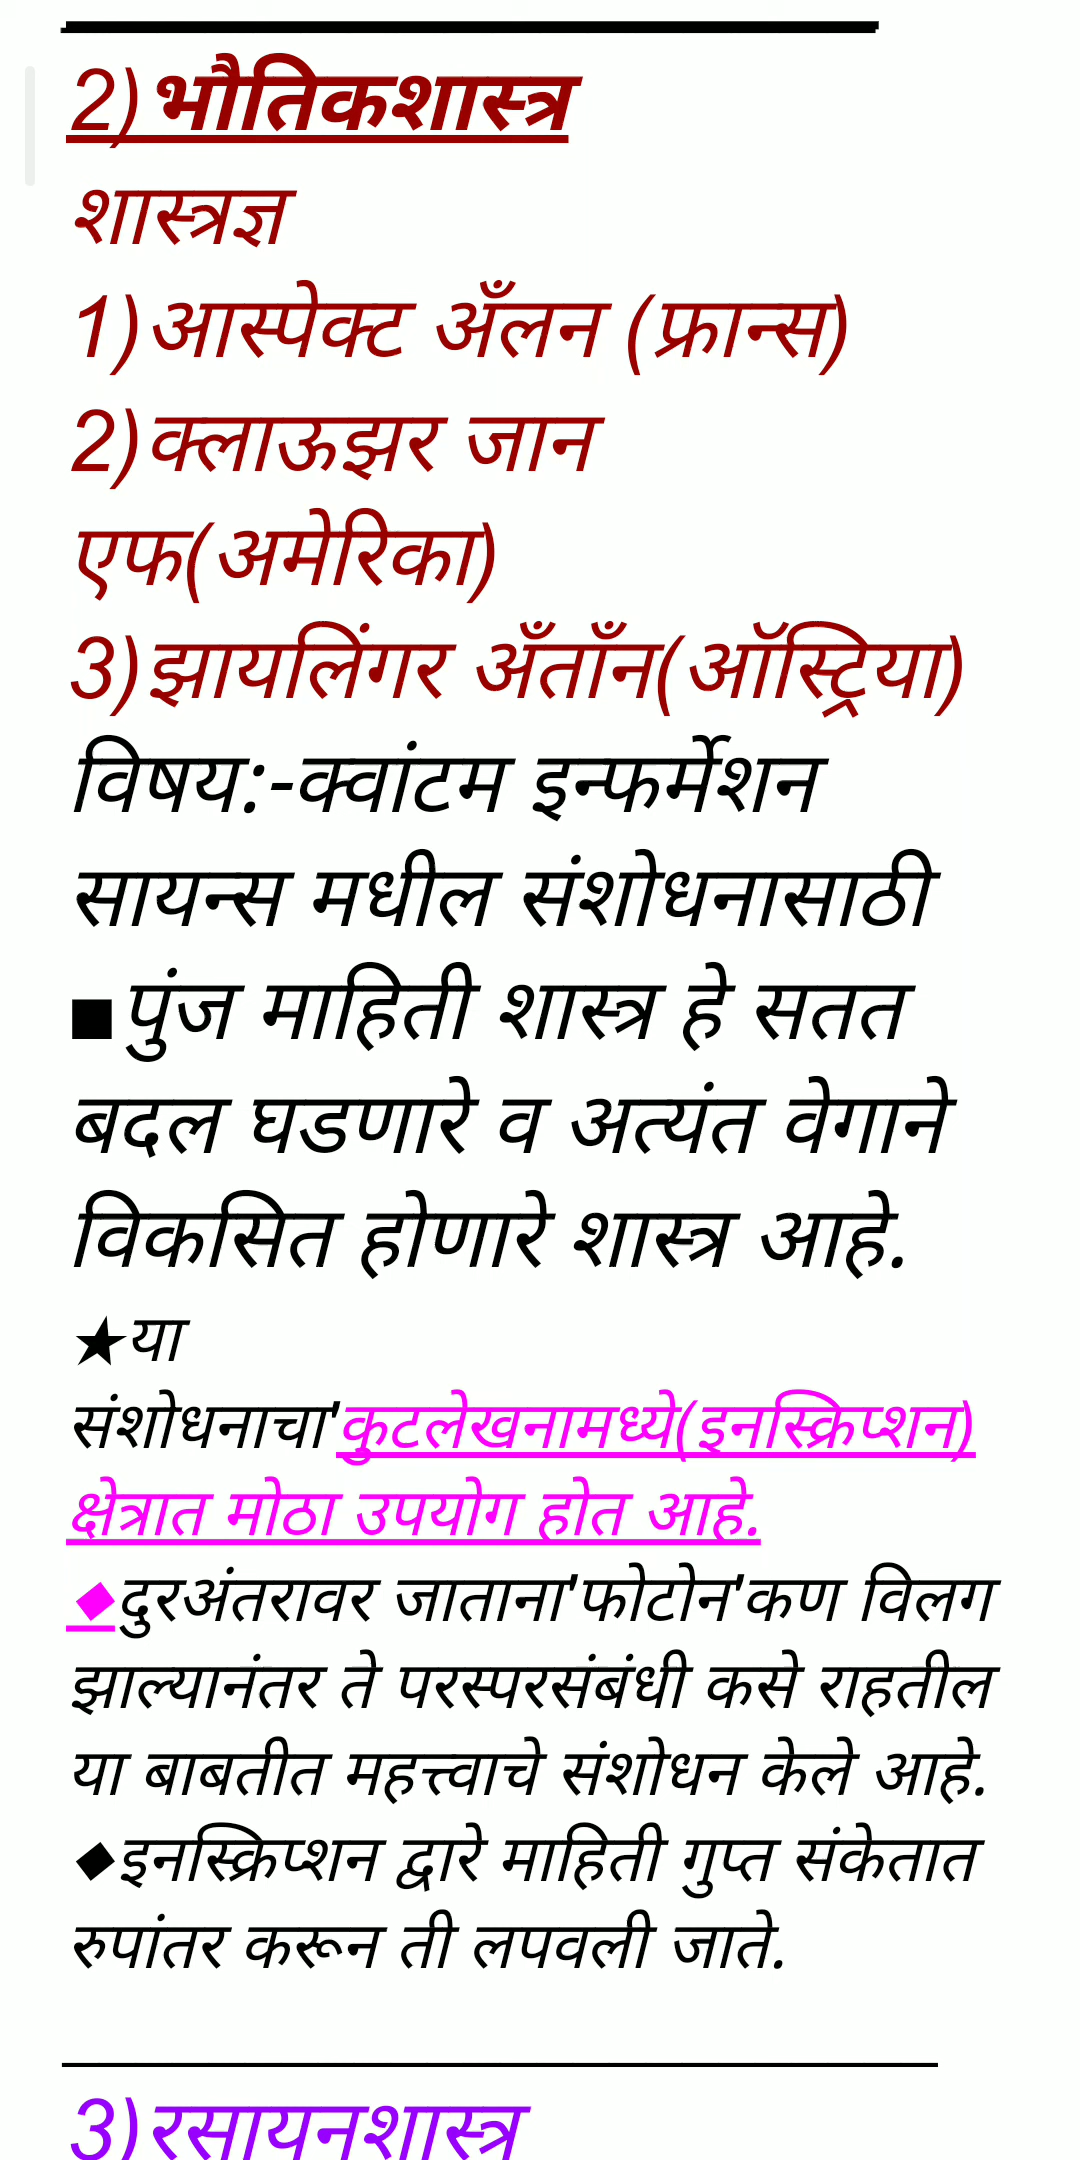 2)भौतिकशास्त्र
शास्त्रज्ञ
1)आस्पेक्ट अँलन (फ्रान्स)
2)क्लाऊझर जान
एफ(अमेरिका)
3)झायलिंगर अँताँन(ऑस्ट्रिया)
विषय:-क्वांटम इन्फर्मेशन
सायन्स मधील संशोधनासाठी
■पुंज माहिती शास्त्र हे सतत
बदल घडणारे व अत्यंत वेगाने
विकसित होणारे शास्त्र आहे.
★या
संशोधनाचा'कुटलेखनामध्ये(इनस्क्रिप्शन)
क्षेत्रात मोठा उपयोग होत आहे.
◆दुरअंतरावर जाताना'फोटोन'कण विलग
झाल्यानंतर ते परस्परसंबंधी कसे राहतील
या बाबतीत महत्त्वाचे संशोधन केले आहे.
◆इनस्क्रिप्शन द्वारे माहिती गुप्त संकेतात
रुपांतर करून ती लपवली जाते.
3)रसायनशास्त्र